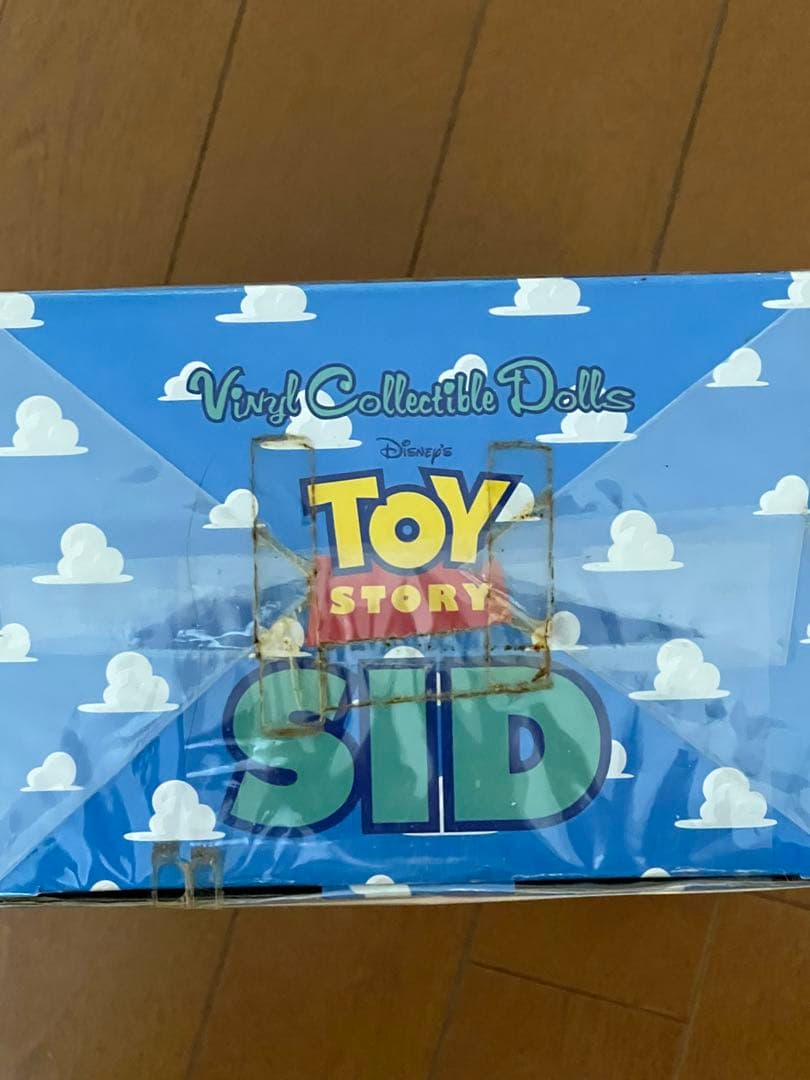 Vinyl Collectible Dolls
Disney's
TOY
STORY
SID